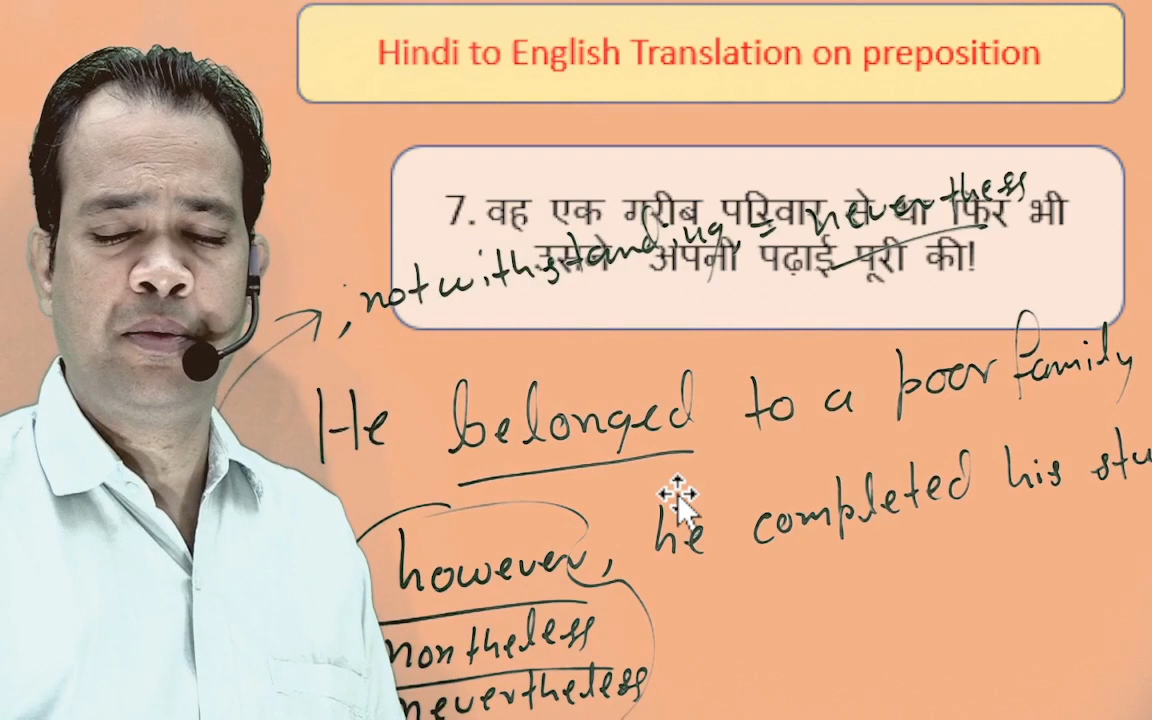 Hindi to English Translation on preposition
7. वह एक गरीब परिवार से था फिर भी
उसने अपनी पढ़ाई पूरी की!
; notwithstanding, = neverthess
He belonged to a poor family
however, he completed his stu
nontheless
nevertheless